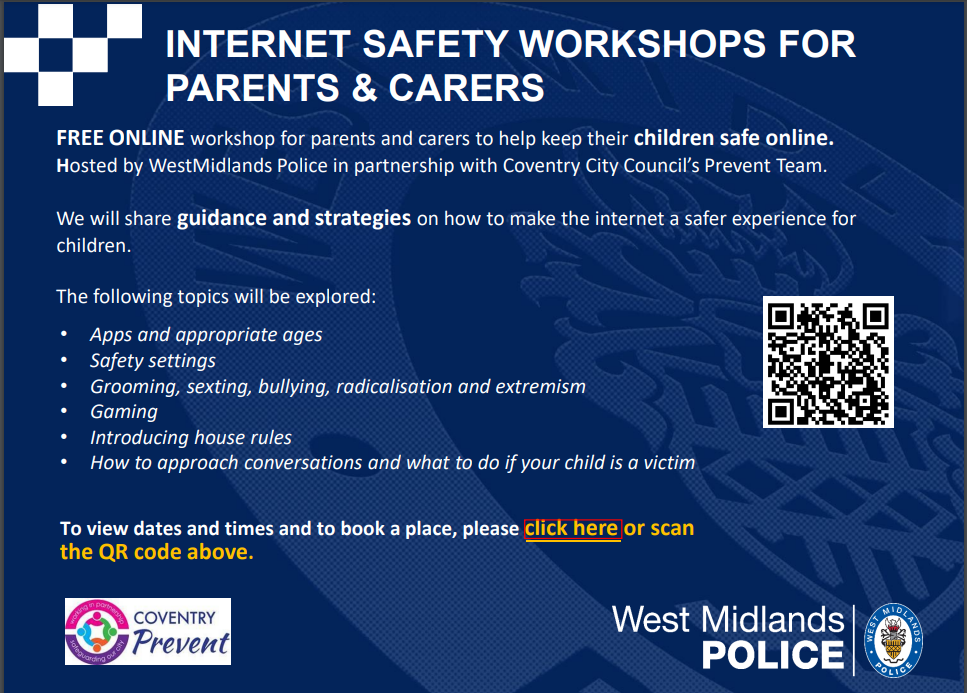 INTERNET SAFETY WORKSHOPS FOR
PARENTS & CARERS
FREE ONLINE workshop for parents and carers to help keep their children safe online.
Hosted by WestMidlands Police in partnership with Coventry City Council's Prevent Team.
We will share guidance and strategies on how to make the internet a safer experience for
children.
The following topics will be explored:
• Apps and appropriate ages
• Safety settings
• Grooming, sexting, bullying, radicalisation and extremism
• Gaming
• Introducing house rules
• How to approach conversations and what to do if your child is a victim
To view dates and times and to book a place, please click here or scan
the QR code above.
working in partnership
safeguarding our city
COVENTRY
Prevent
West Midlands
POLICE
WEST MIDLANDS
POLICE